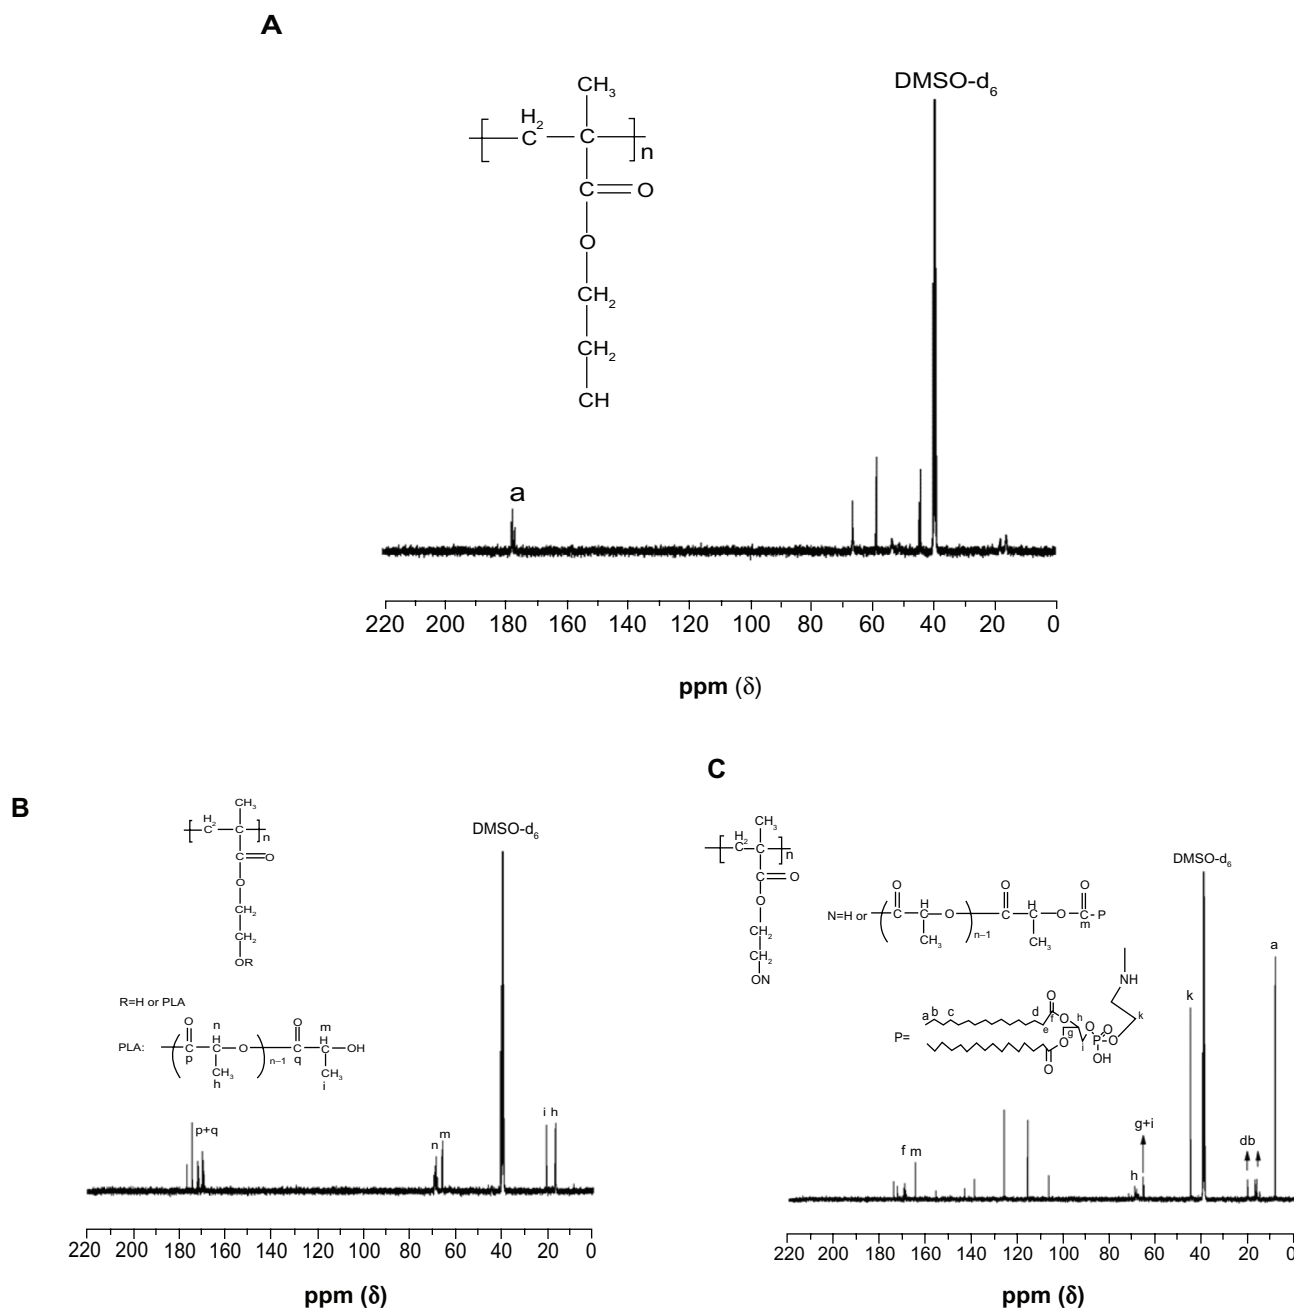 A
DMSO-d6
CH3
H2
C
C
n
C
O
O
CH2
CH2
CH
a
220 200 180 160 140 120 100 80 60 40 20 0
ppm (δ)
B
CH3
H2
C
C
n
C
O
O
CH2
CH2
OR
R=H or PLA
O
n
H
O
m
H
PLA:
C
C
O
n–1
C
C
OH
p
CH3
q
CH3
h
i
DMSO-d6
p+q
n
m
i h
220 200 180 160 140 120 100 80 60 40 20 0
ppm (δ)
C
CH3
H2
C
C
n
C
O
O
CH2
CH2
ON
O
H
O
H
O
N=H or
C
C
O
n–1
C
C
O
C
P
m
CH3
CH3
P=
a b c d
e
O
f
O
h
g
O
O
i
O
P
O
O
OH
NH
k
O
DMSO-d6
a
k
g+i
f m
h
db
220 200 180 160 140 120 100 80 60 40 20 0
ppm (δ)